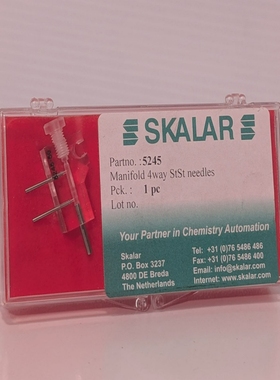 SKALAR
Partno. :5245
Manifold 4way StSt needles
Pck. : 1 pc
Lot no.
Your Partner in Chemistry Automation
Skalar
P.O. Box 3237
4800 DE Breda
The Netherlands
Tel: +31 (0)76 5486 486
Fax: +31 (0)76 5486 400
Email: info@skalar.com
Internet: www.skalar.com